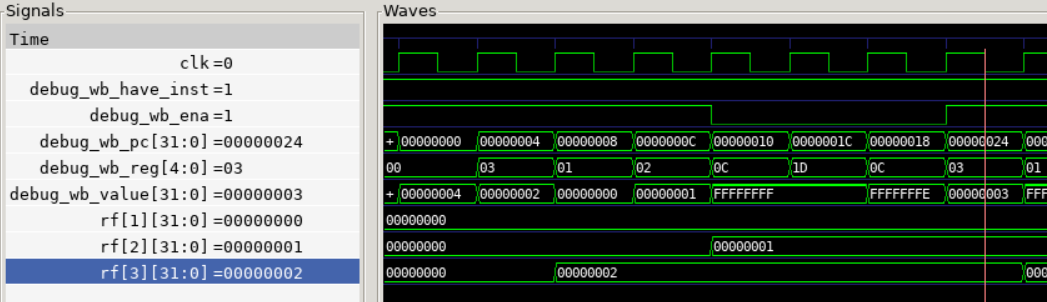 Signals
Waves
Time
clk=0
debug_wb_have_inst=1
debug_wb_ena=1
debug_wb_pc[31:0]=00000024
+ 00000000 00000004 00000008 0000000C 00000010 0000001C 00000018 00000024 000
debug_wb_reg[4:0]=03
00 03 01 02 0C 1D 0C 03 01
debug_wb_value[31:0]=00000003
+ 00000004 00000002 00000000 00000001 FFFFFFFF FFFFFFFE 00000003 FFF
rf[1][31:0]=00000000
00000000
rf[2][31:0]=00000001
00000000 00000001
rf[3][31:0]=00000002
00000000 00000002 000